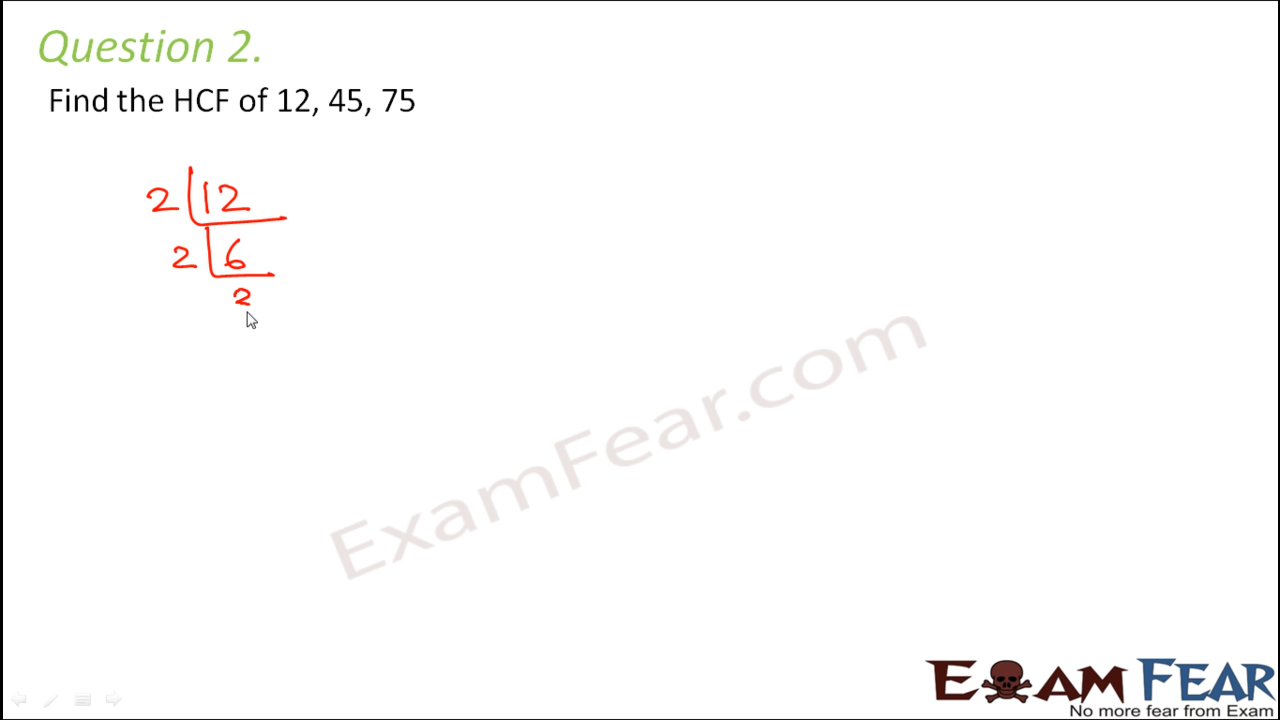 Question 2.
Find the HCF of 12, 45, 75
2 12
2 6
2
ExamFear.com
EXAM FEAR
No more fear from Exam